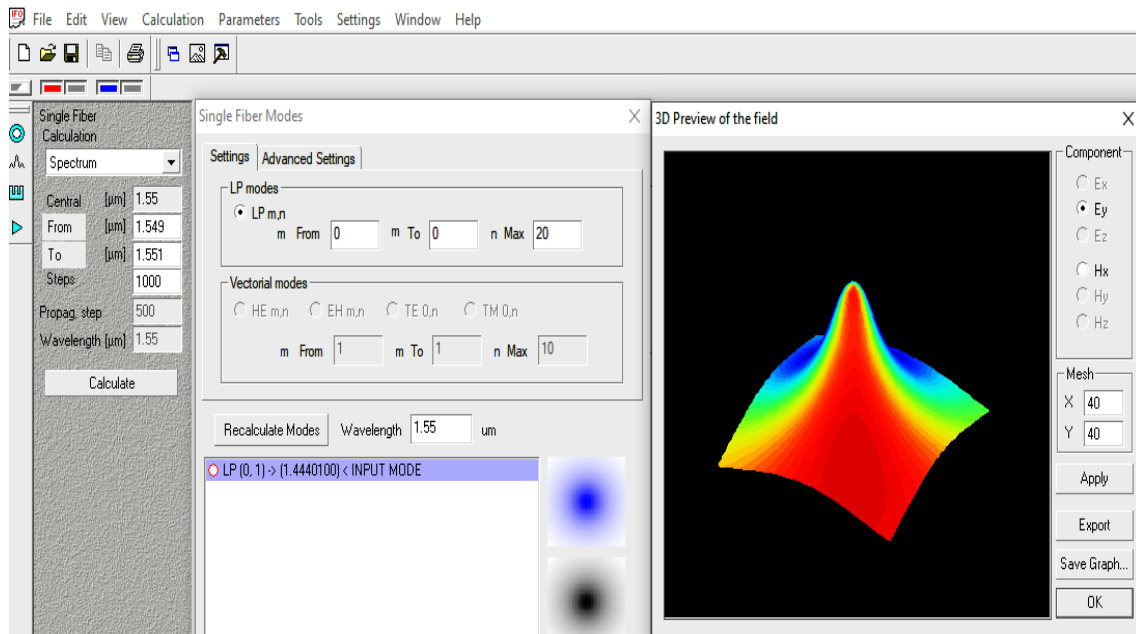 IFO
File Edit View Calculation Parameters Tools Settings Window Help
Single Fiber
Calculation
Spectrum
Central [µm] 1.55
From [µm] 1.549
To [µm] 1.551
Steps 1000
Propag. step 500
Wavelength [µm] 1.55
Calculate
Single Fiber Modes
Settings Advanced Settings
LP modes
LP m,n
m From 0 m To 0 n Max 20
Vectorial modes
HE m,n EH m,n TE 0,n TM 0,n
m From 1 m To 1 n Max 10
Recalculate Modes Wavelength 1.55 um
LP (0, 1) -> (1.4440100) < INPUT MODE
3D Preview of the field
Component
Ex
Ey
Ez
Hx
Hy
Hz
Mesh
X 40
Y 40
Apply
Export
Save Graph...
OK